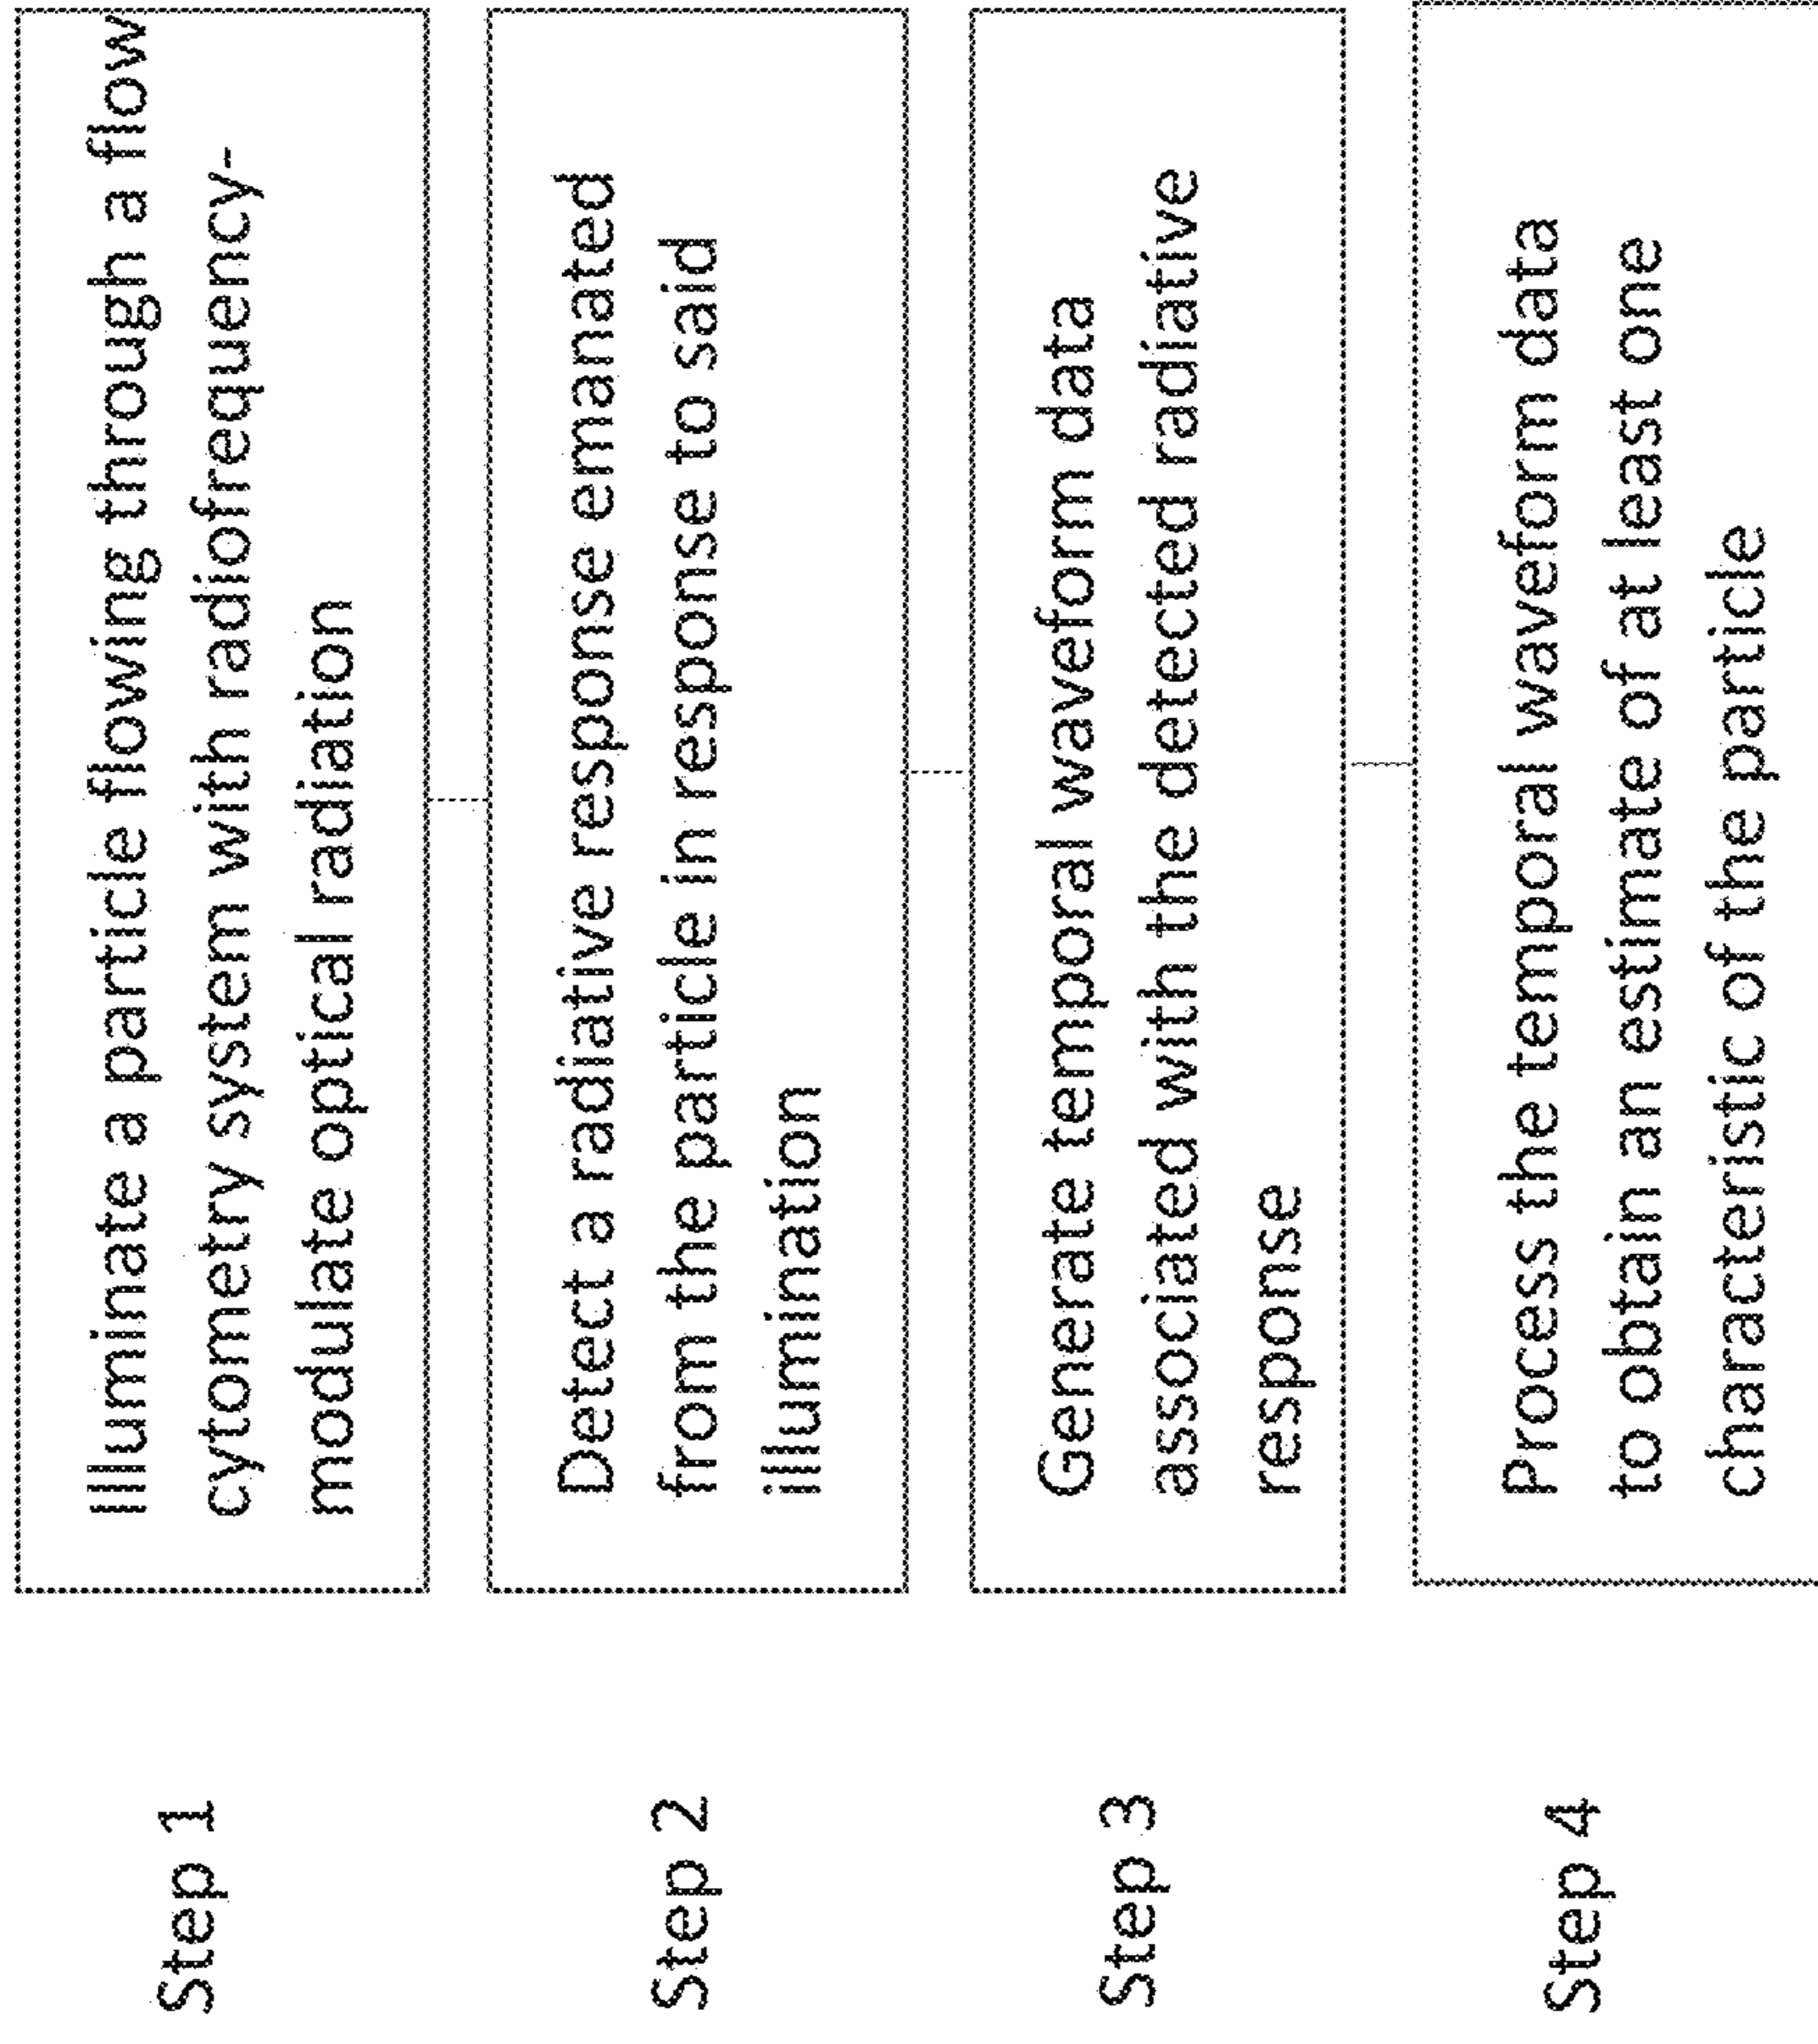 Step 1
Illuminate a particle flowing through a flow
cytometry system with radiofrequency-
modulate optical radiation
Step 2
Detect a radiative response emanated
from the particle in response to said
illumination
Step 3
Generate temporal waveform data
associated with the detected radiative
response
Step 4
Process the temporal waveform data
to obtain an estimate of at least one
characteristic of the particle